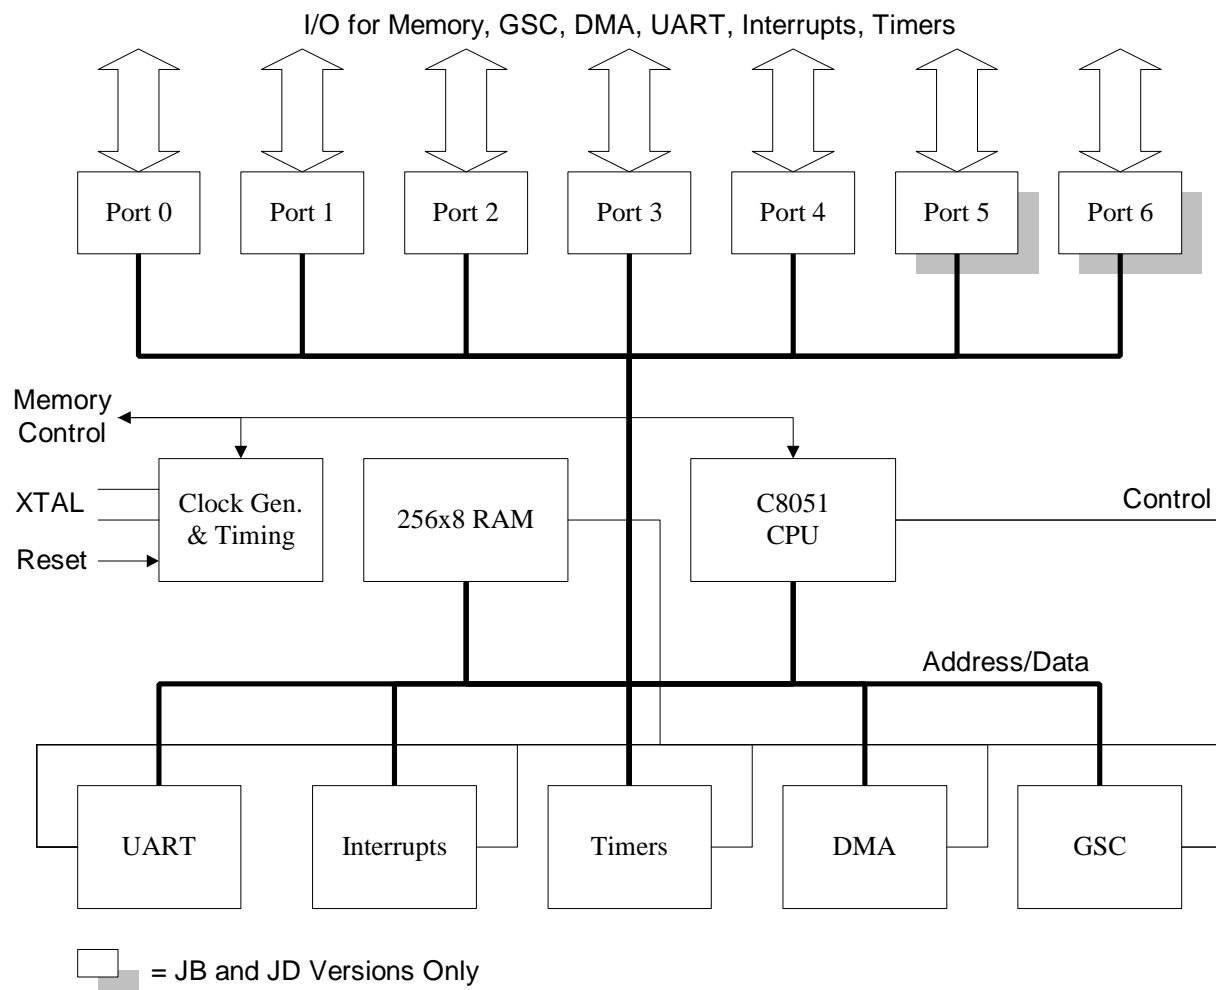 I/O for Memory, GSC, DMA, UART, Interrupts, Timers
Port 0
Port 1
Port 2
Port 3
Port 4
Port 5
Port 6
Memory
Control
XTAL
Reset
Clock Gen.
& Timing
256x8 RAM
C8051
CPU
Control
Address/Data
UART
Interrupts
Timers
DMA
GSC
= JB and JD Versions Only